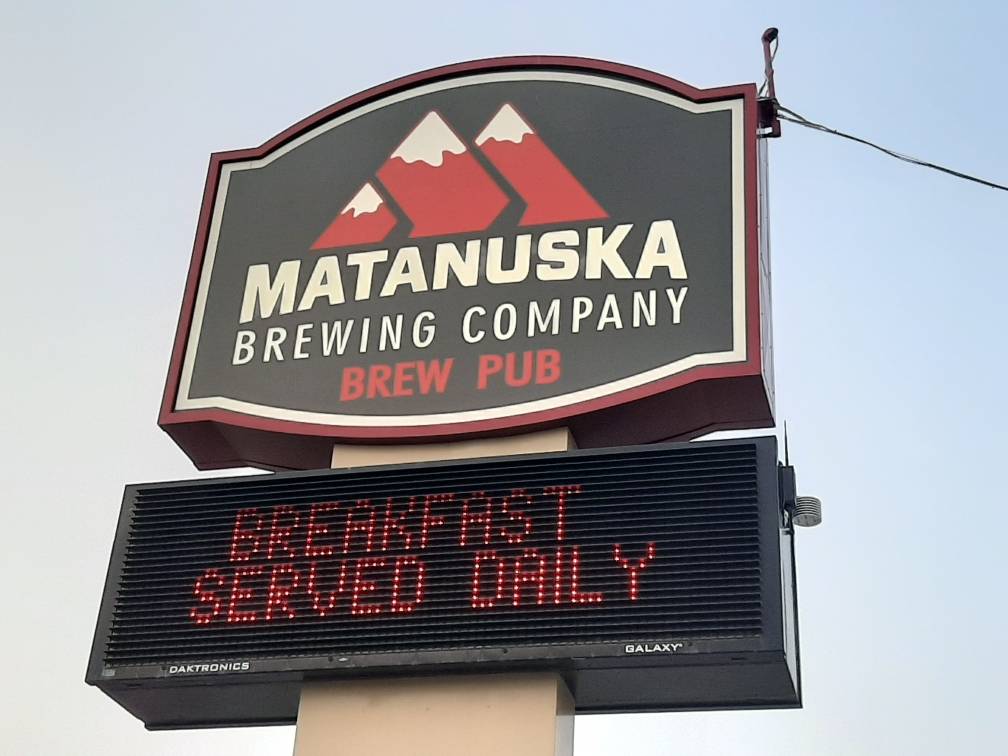 MATANUSKA
BREWING COMPANY
BREW PUB
BREAKFAST
SERVED DAILY
DAKTRONICS
GALAXY®